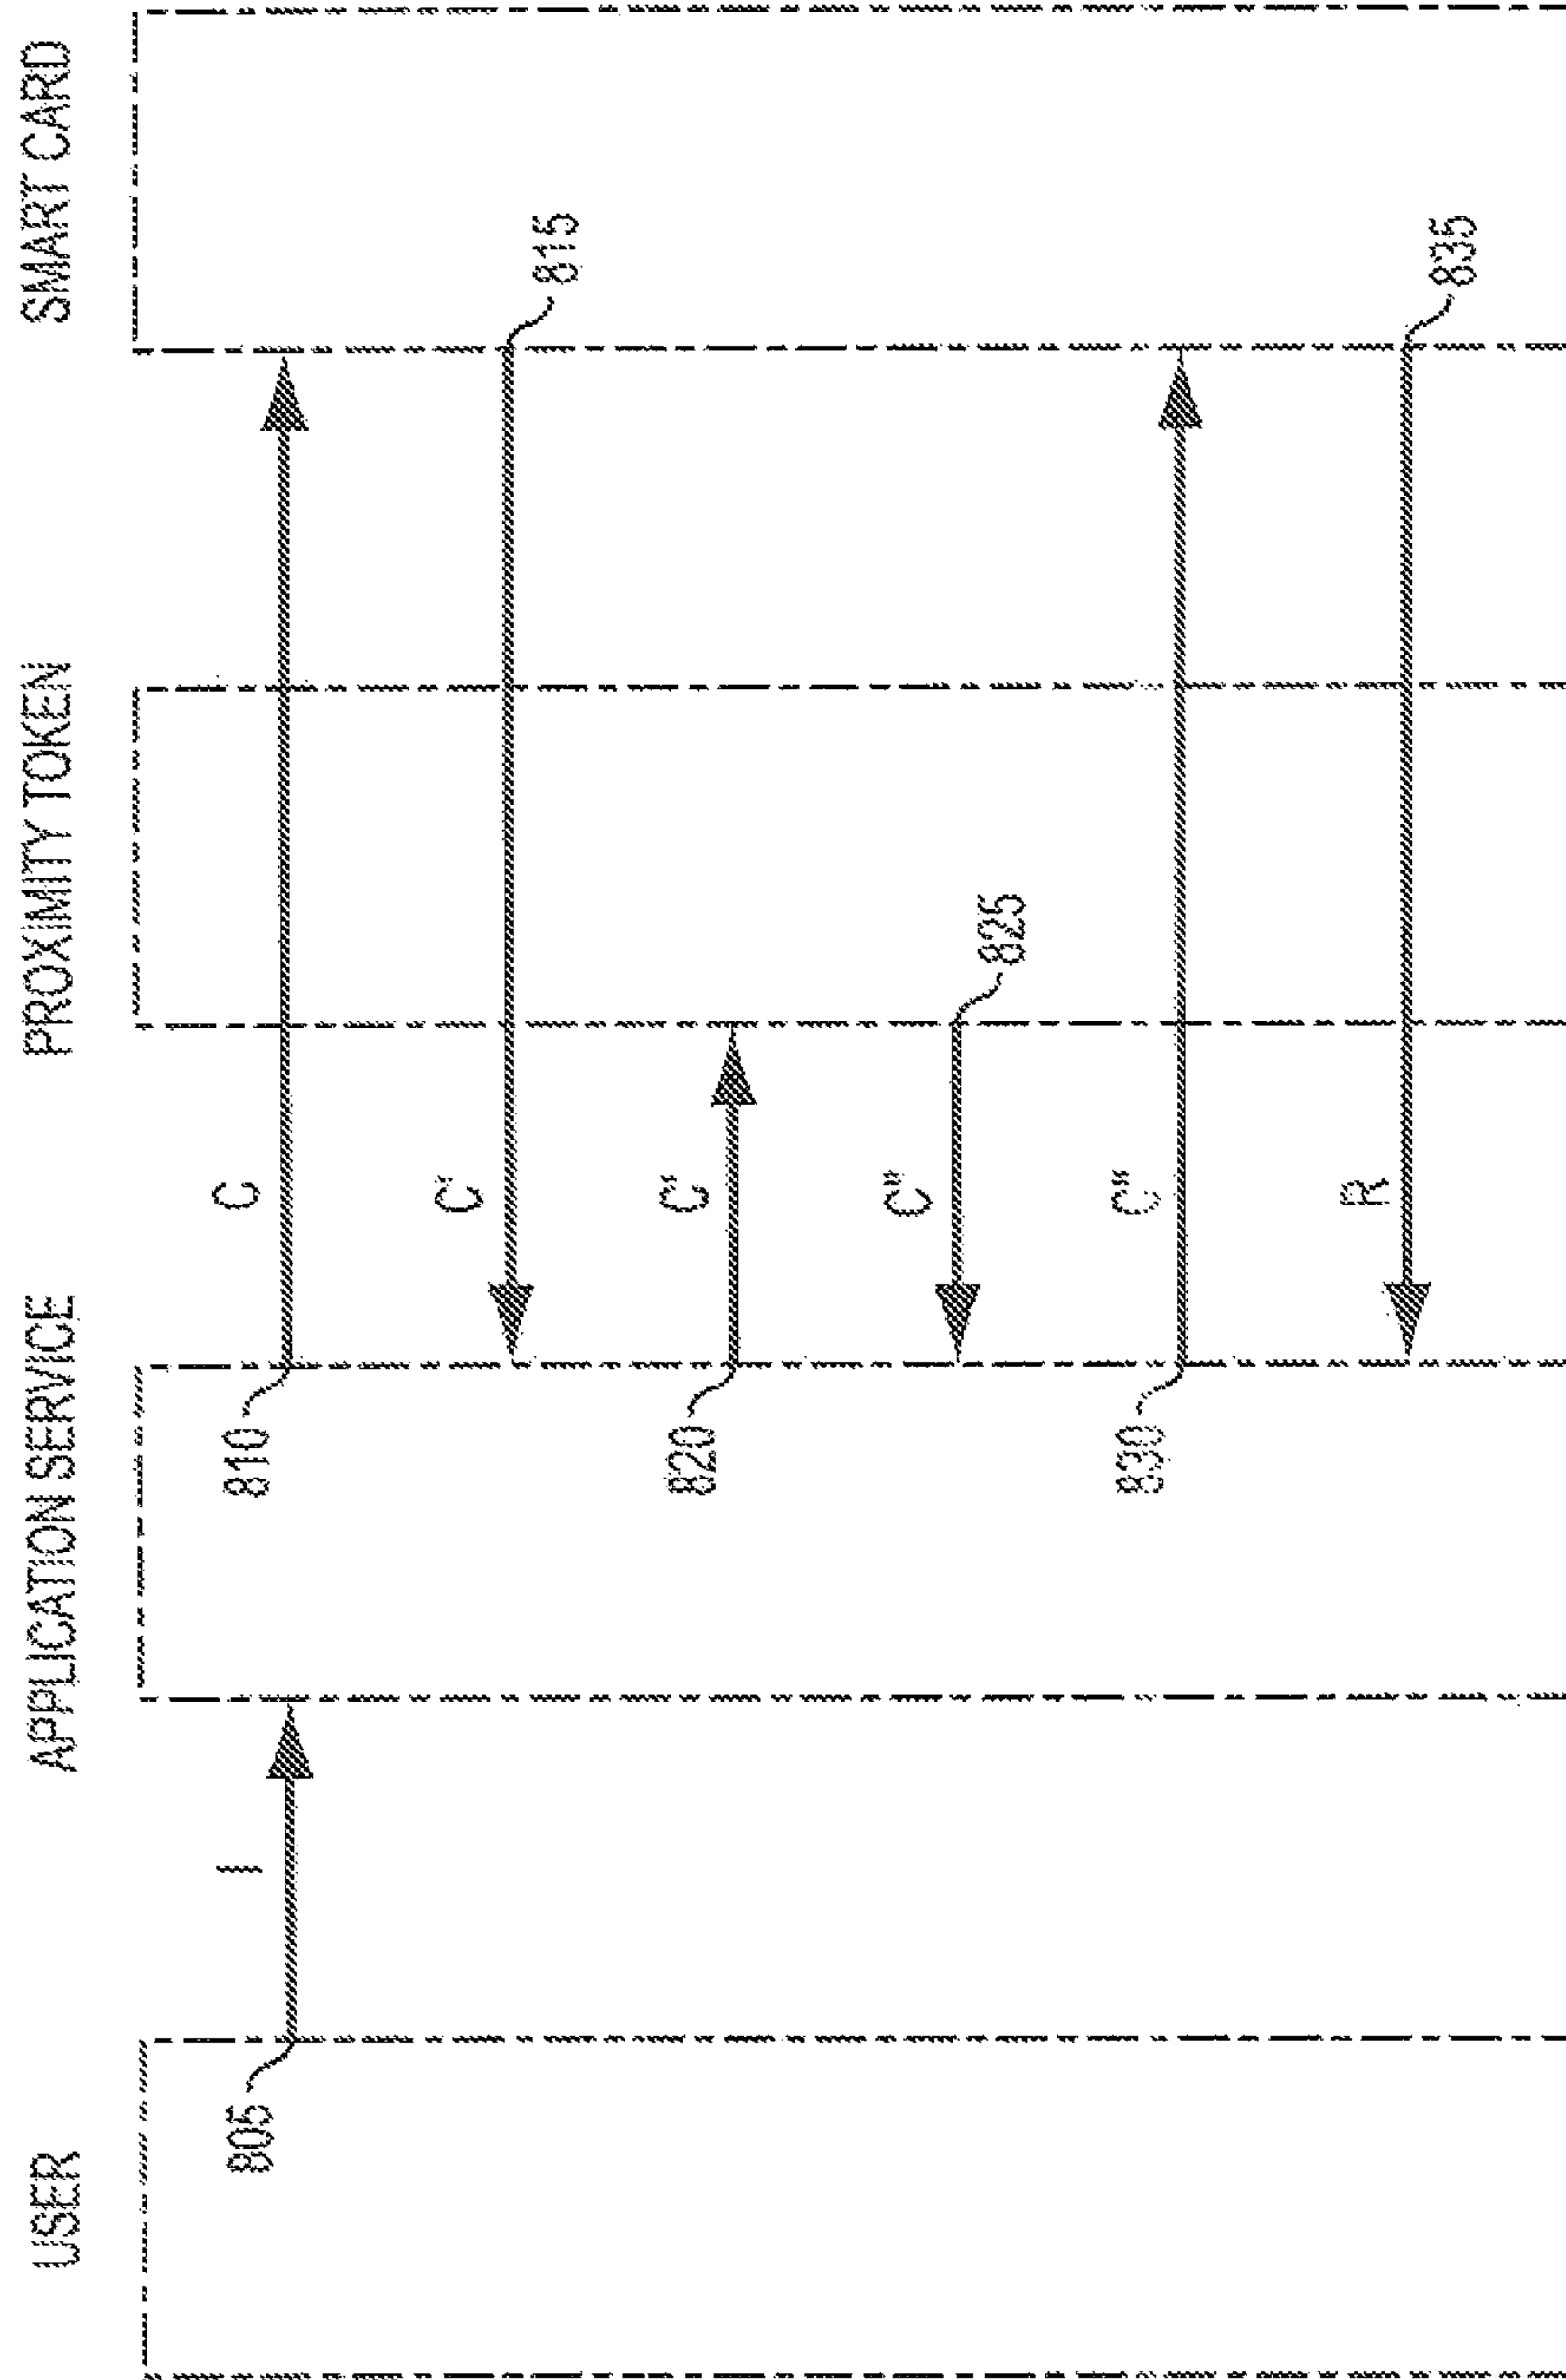 USER
APPLICATION SERVICE
PROXIMITY TOKEN
SMART CARD
805
I
810
C
C'
815
820
C'
C"
825
830
C"
R
835